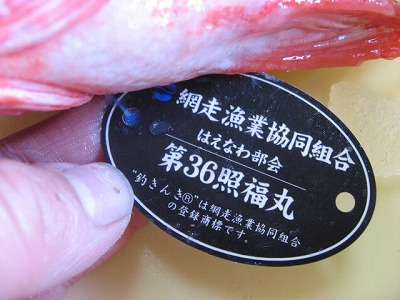 網走漁業協同組合
はえなわ部会
第36照福丸
"釣きんき®"は網走漁業協同組合
の登録商標です。